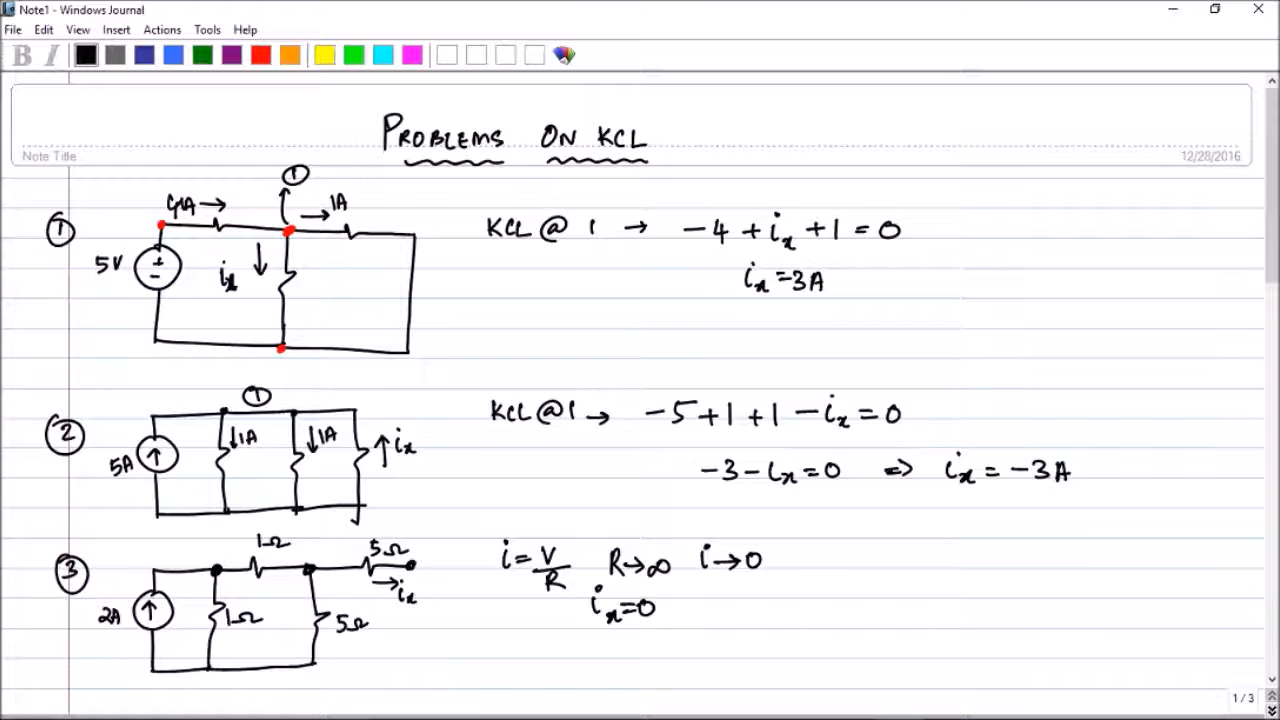 Note1 - Windows Journal
File Edit View Insert Actions Tools Help
B I
PROBLEMS ON KCL
Note Title
12/28/2016
①
4A → → 1A
①
KCL @ 1 → -4 + iₓ + 1 = 0
5V + - iₓ ↓
iₓ = 3A
①
KCL @ 1 → -5 + 1 + 1 - iₓ = 0
②
5A ↑ ↓ 1A ↓ 1A ↑ iₓ
-3 - iₓ = 0 ⇒ iₓ = -3A
1Ω 5Ω
③
i = V/R R → ∞ i → 0
→ iₓ
iₓ = 0
2A ↑ 1Ω 5Ω
1 / 3